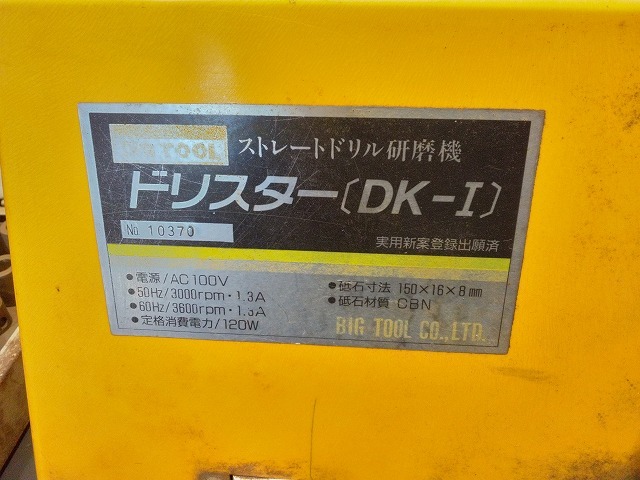 BIG TOOL ストレートドリル研磨機
ドリスター〔DK-I〕
№ 10370
実用新案登録出願済
●電源/AC100V
●50Hz/3000rpm・1.3A
●60Hz/3600rpm・1.3A
●定格消費電力/120W
●砥石寸法 150×16×8mm
●砥石材質 CBN
BIG TOOL CO.,LTD.